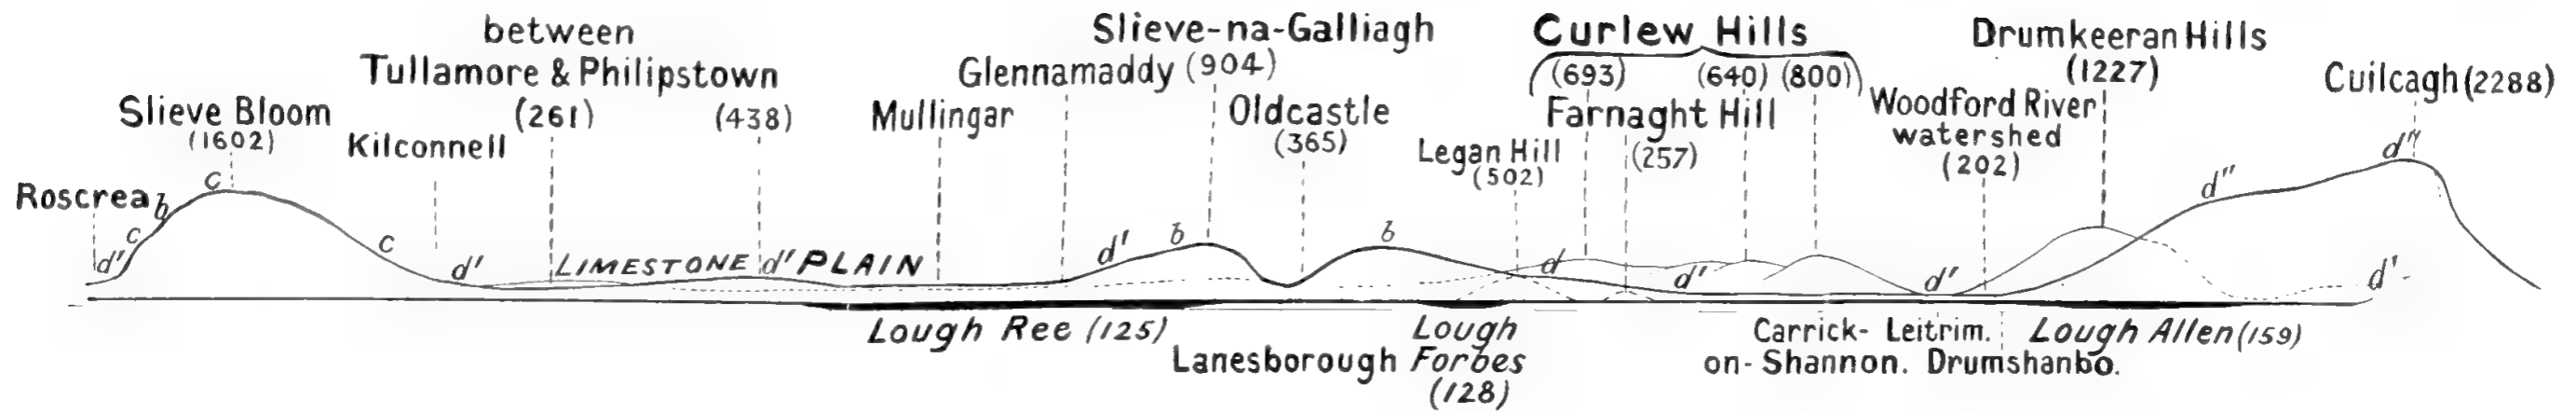 Roscrea
Slieve Bloom
(1602)
Kilconnell
between
Tullamore & Philipstown
(261)
(438)
Mullingar
Glennamaddy
Slieve-na-Galliagh
(904)
Oldcastle
(365)
Legan Hill
(502)
Curlew Hills
(693) (640) (800)
Farnaght Hill
(257)
Woodford River
watershed
(202)
Drumkeeran Hills
(1227)
Cuilcagh (2288)
d' c b c c d' LIMESTONE d' PLAIN d' b b d d' d' d" d" d'
Lough Ree (125)
Lanesborough
Lough
Forbes
(128)
Carrick-
on-Shannon.
Leitrim.
Drumshanbo.
Lough Allen (159)